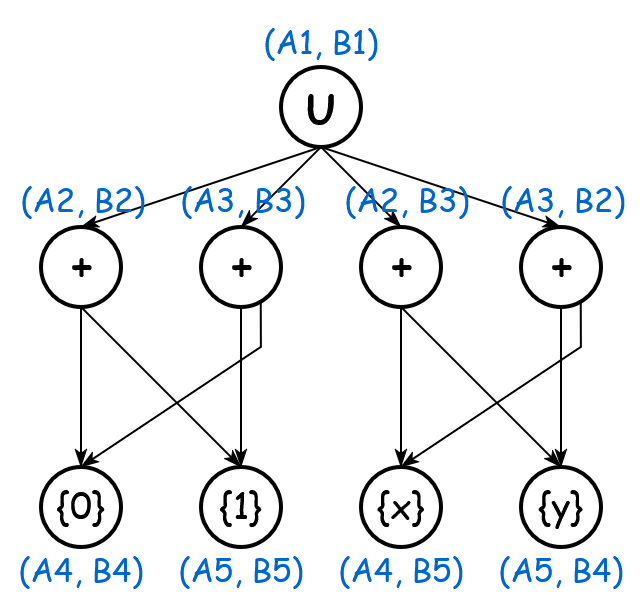 (A1, B1)
U
(A2, B2) (A3, B3) (A2, B3) (A3, B2)
+ + + +
{0} {1} {x} {y}
(A4, B4) (A5, B5) (A4, B5) (A5, B4)